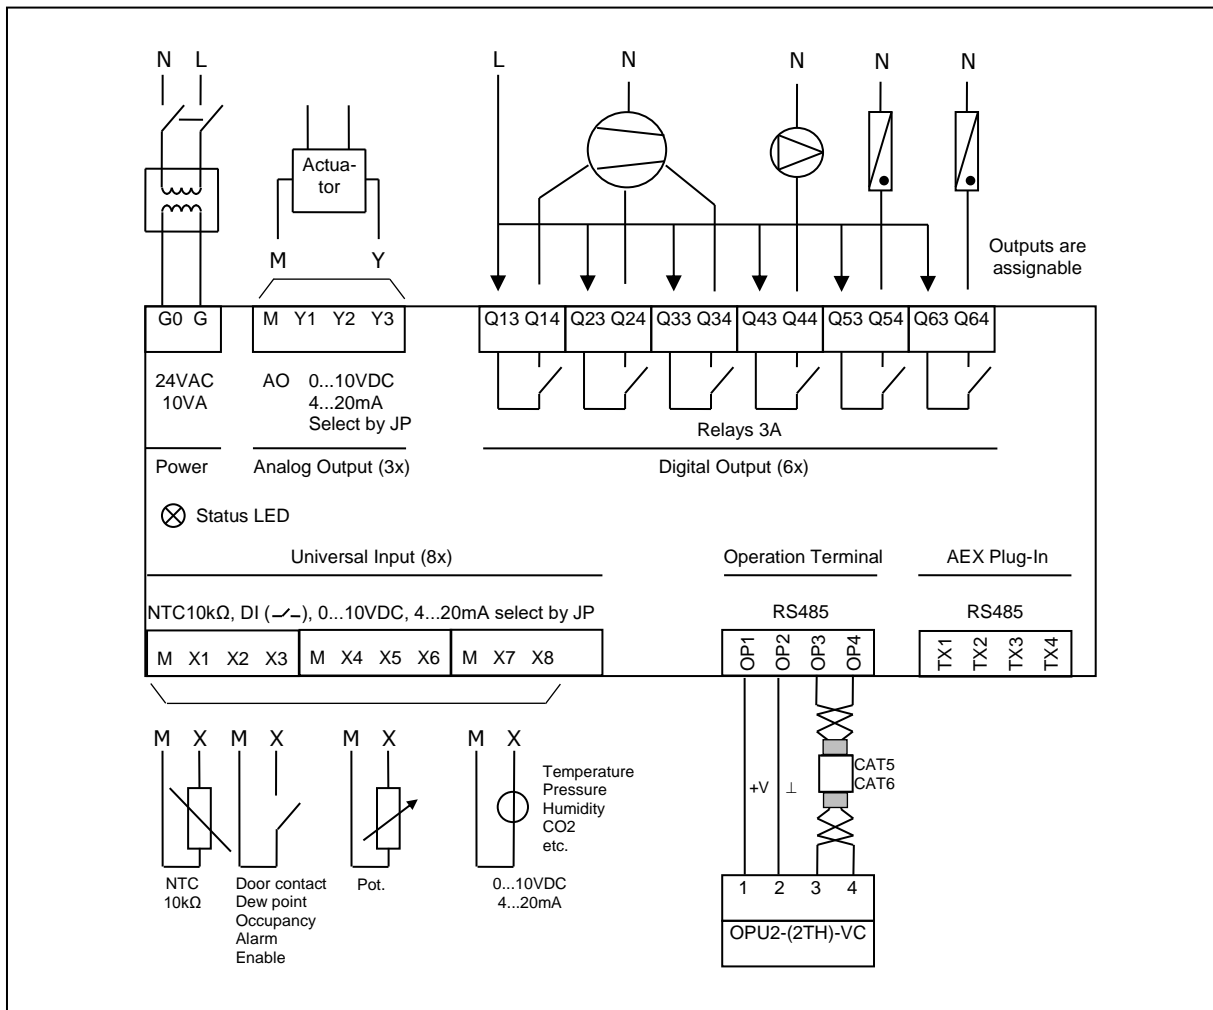 N L
L N N N N
Actua-
tor
M Y
Outputs are
assignable
G0 G
M Y1 Y2 Y3
Q13 Q14 Q23 Q24 Q33 Q34 Q43 Q44 Q53 Q54 Q63 Q64
24VAC
10VA
AO 0...10VDC
4...20mA
Select by JP
Relays 3A
Power
Analog Output (3x)
Digital Output (6x)
Status LED
Universal Input (8x)
Operation Terminal
AEX Plug-In
NTC10kΩ, DI ( ), 0...10VDC, 4...20mA select by JP
RS485
RS485
M X1 X2 X3 M X4 X5 X6 M X7 X8
OP1
OP2
OP3
OP4
TX1
TX2
TX3
TX4
M X M X M X M X
Temperature
Pressure
Humidity
CO2
etc.
+V ⊥
CAT5
CAT6
NTC
10kΩ
Door contact
Dew point
Occupancy
Alarm
Enable
Pot.
0...10VDC
4...20mA
1 2 3 4
OPU2-(2TH)-VC